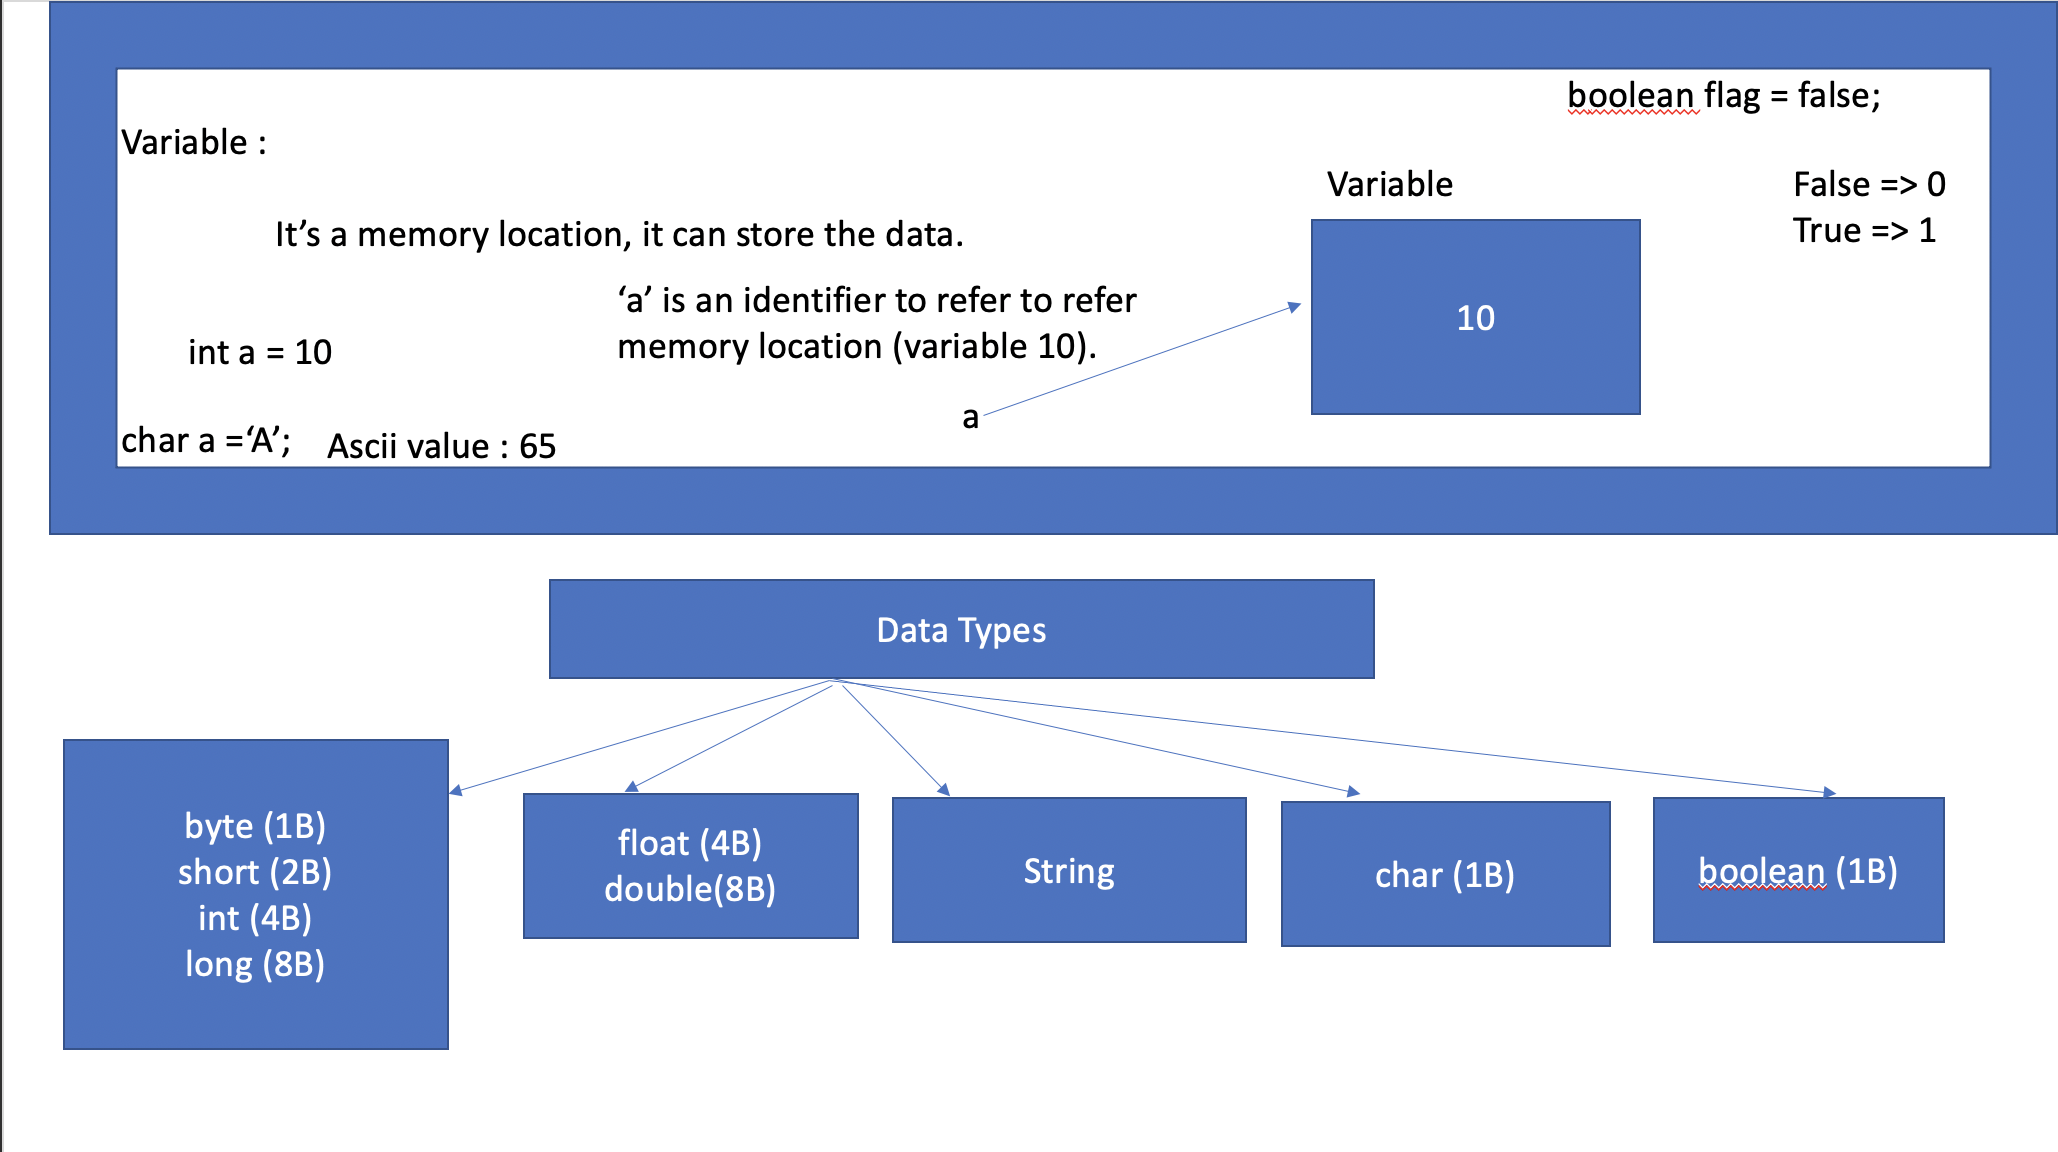 boolean flag = false;
Variable :
Variable
False => 0
True => 1
It’s a memory location, it can store the data.
‘a’ is an identifier to refer to refer
memory location (variable 10).
10
int a = 10
a
char a =‘A’;
Ascii value : 65
Data Types
byte (1B)
short (2B)
int (4B)
long (8B)
float (4B)
double(8B)
String
char (1B)
boolean (1B)